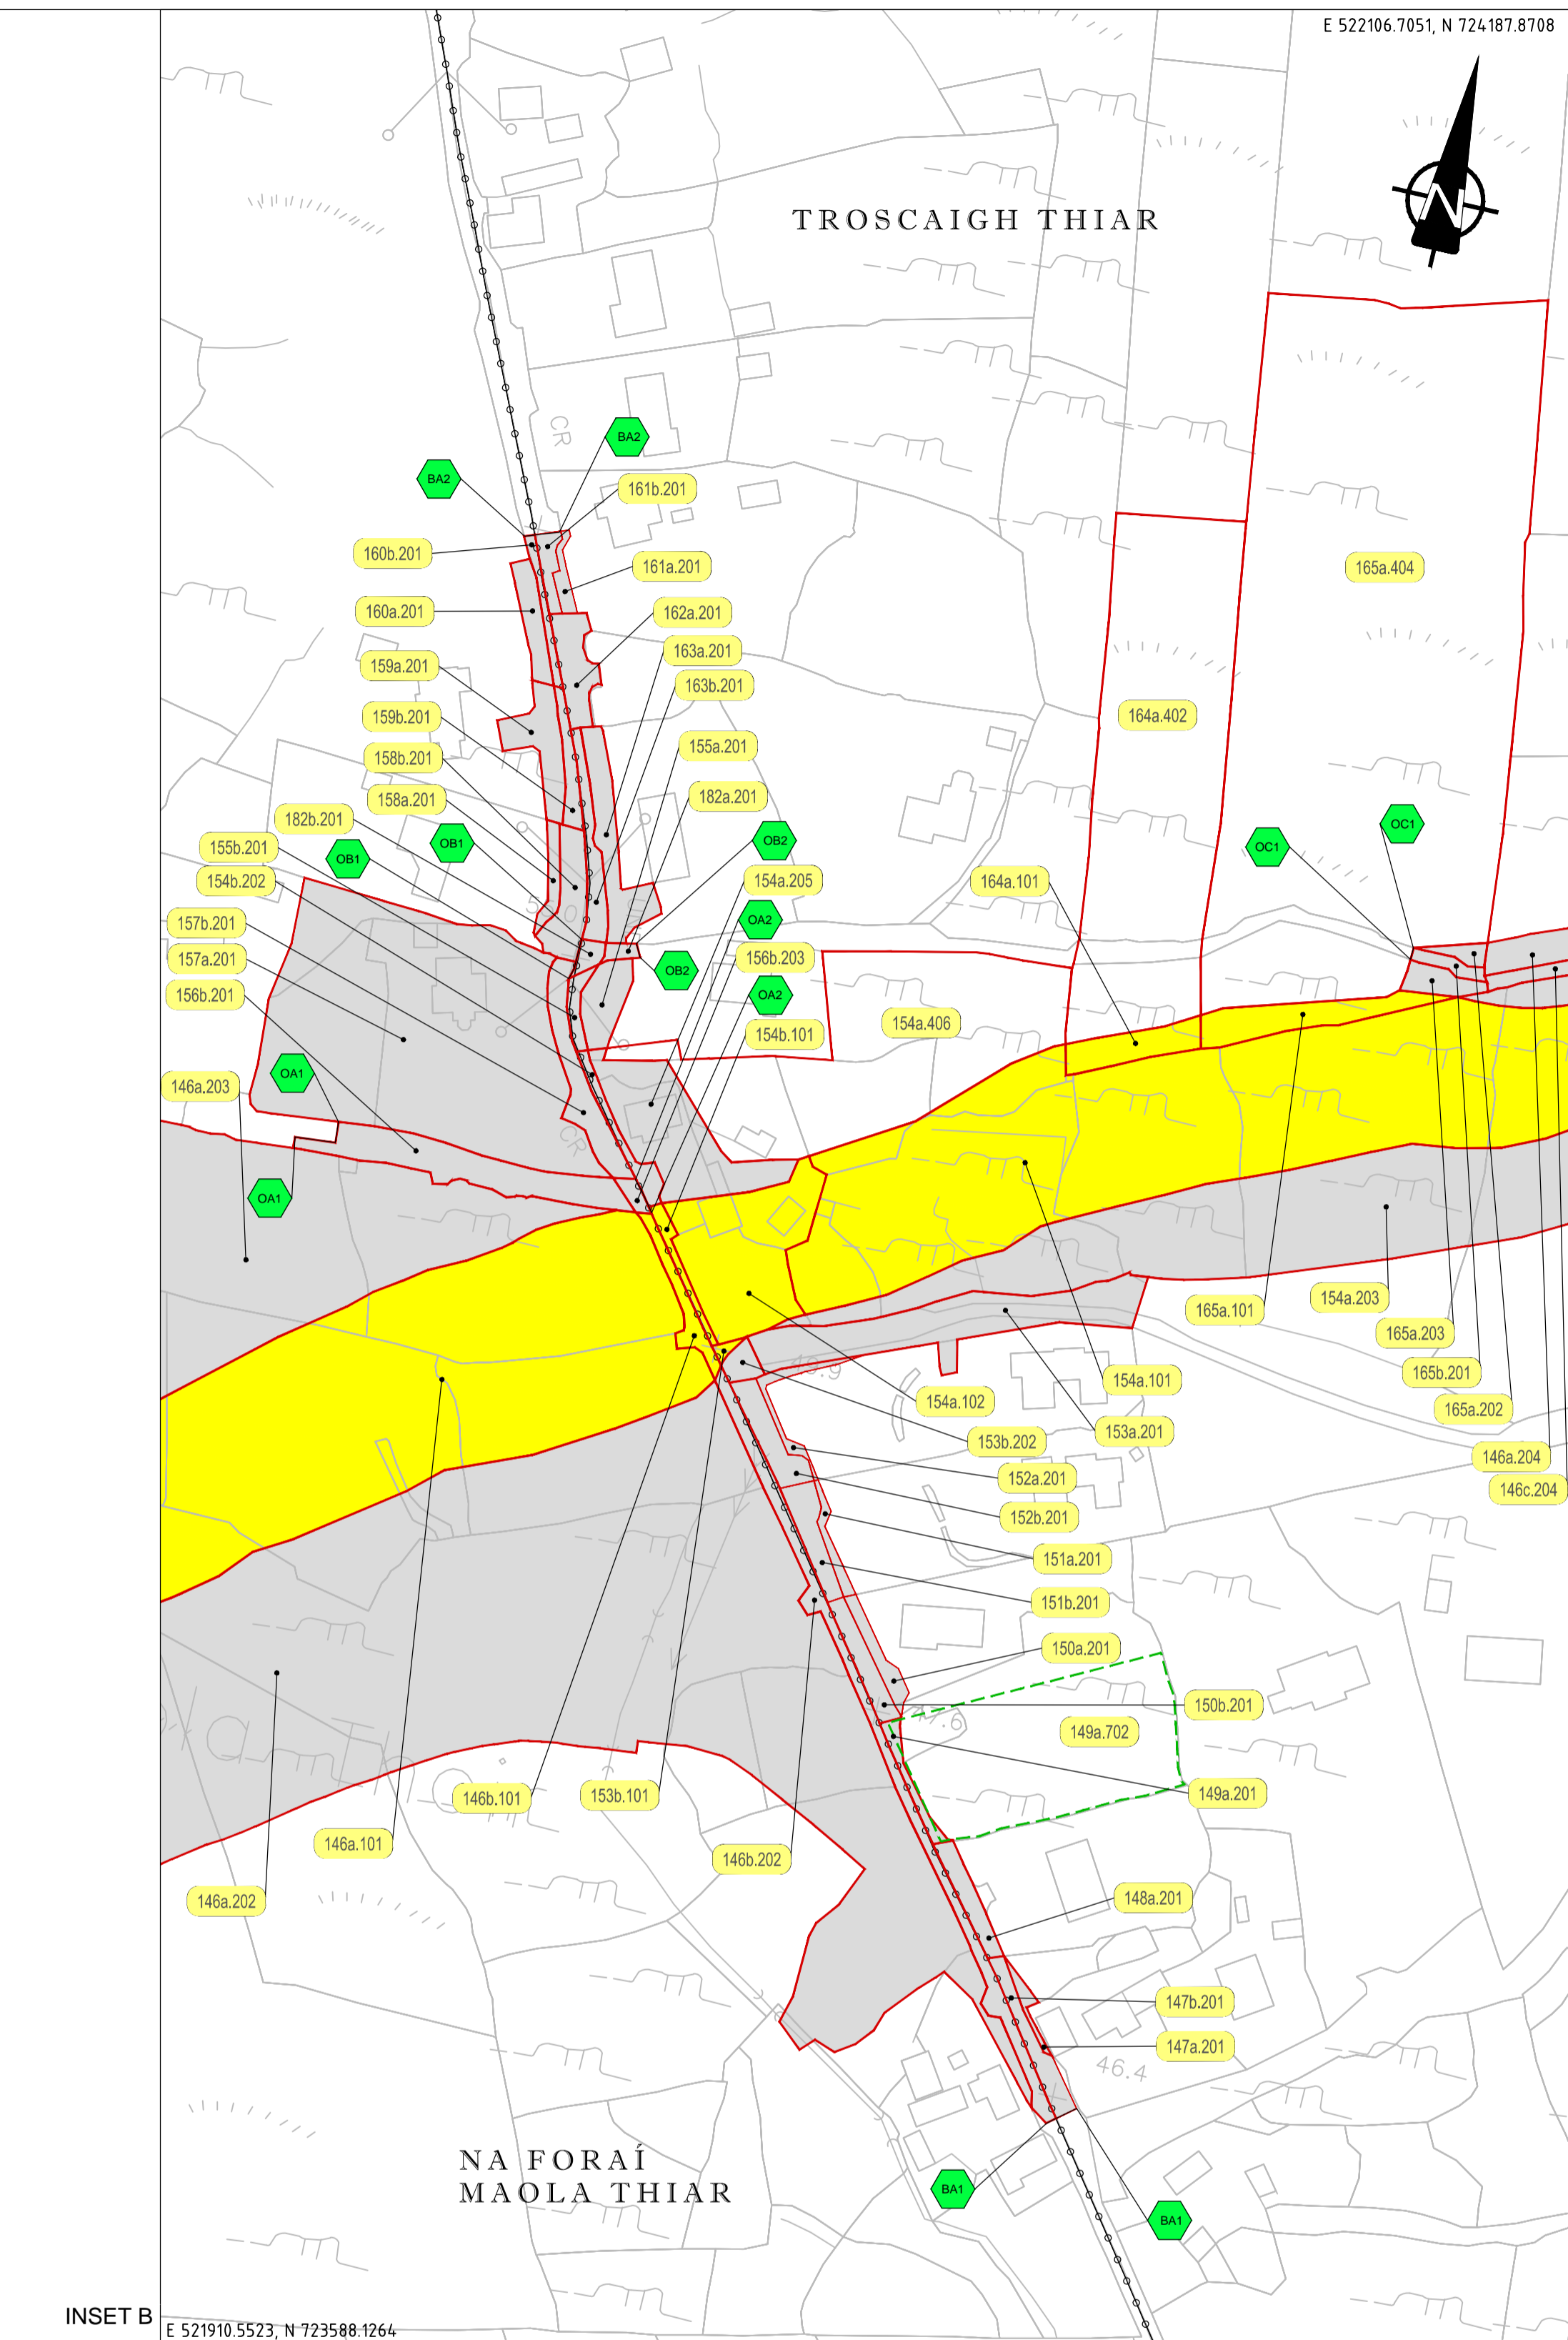 E 522106.7051, N 724187.8708
N
TROSCAIGH THIAR
CR
BA2
BA2
161b.201
160b.201
161a.201
165a.404
160a.201
162a.201
163a.201
159a.201
163b.201
159b.201
164a.402
155a.201
158b.201
158a.201
182a.201
182b.201
OC1
OB1
OB2
155b.201
OC1
OB1
154b.202
154a.205
164a.101
157b.201
OA2
157a.201
156b.203
OB2
156b.201
OA2
154a.406
154b.101
OA1
146a.203
CR
OA1
154a.203
165a.101
165a.203
49.9
165b.201
154a.101
154a.102
165a.202
153a.201
153b.202
146a.204
152a.201
146c.204
152b.201
151a.201
151b.201
150a.201
150b.201
47.6
149a.702
149a.201
153b.101
146b.101
146a.101
146b.202
146a.202
148a.201
147b.201
147a.201
46.4
NA FORAÍ
MAOLA THIAR
BA1
BA1
INSET B
E 521910.5523, N 723588.1264